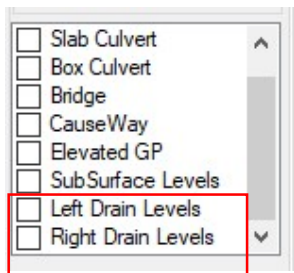 Slab Culvert
Box Culvert
Bridge
CauseWay
Elevated GP
SubSurface Levels
Left Drain Levels
Right Drain Levels